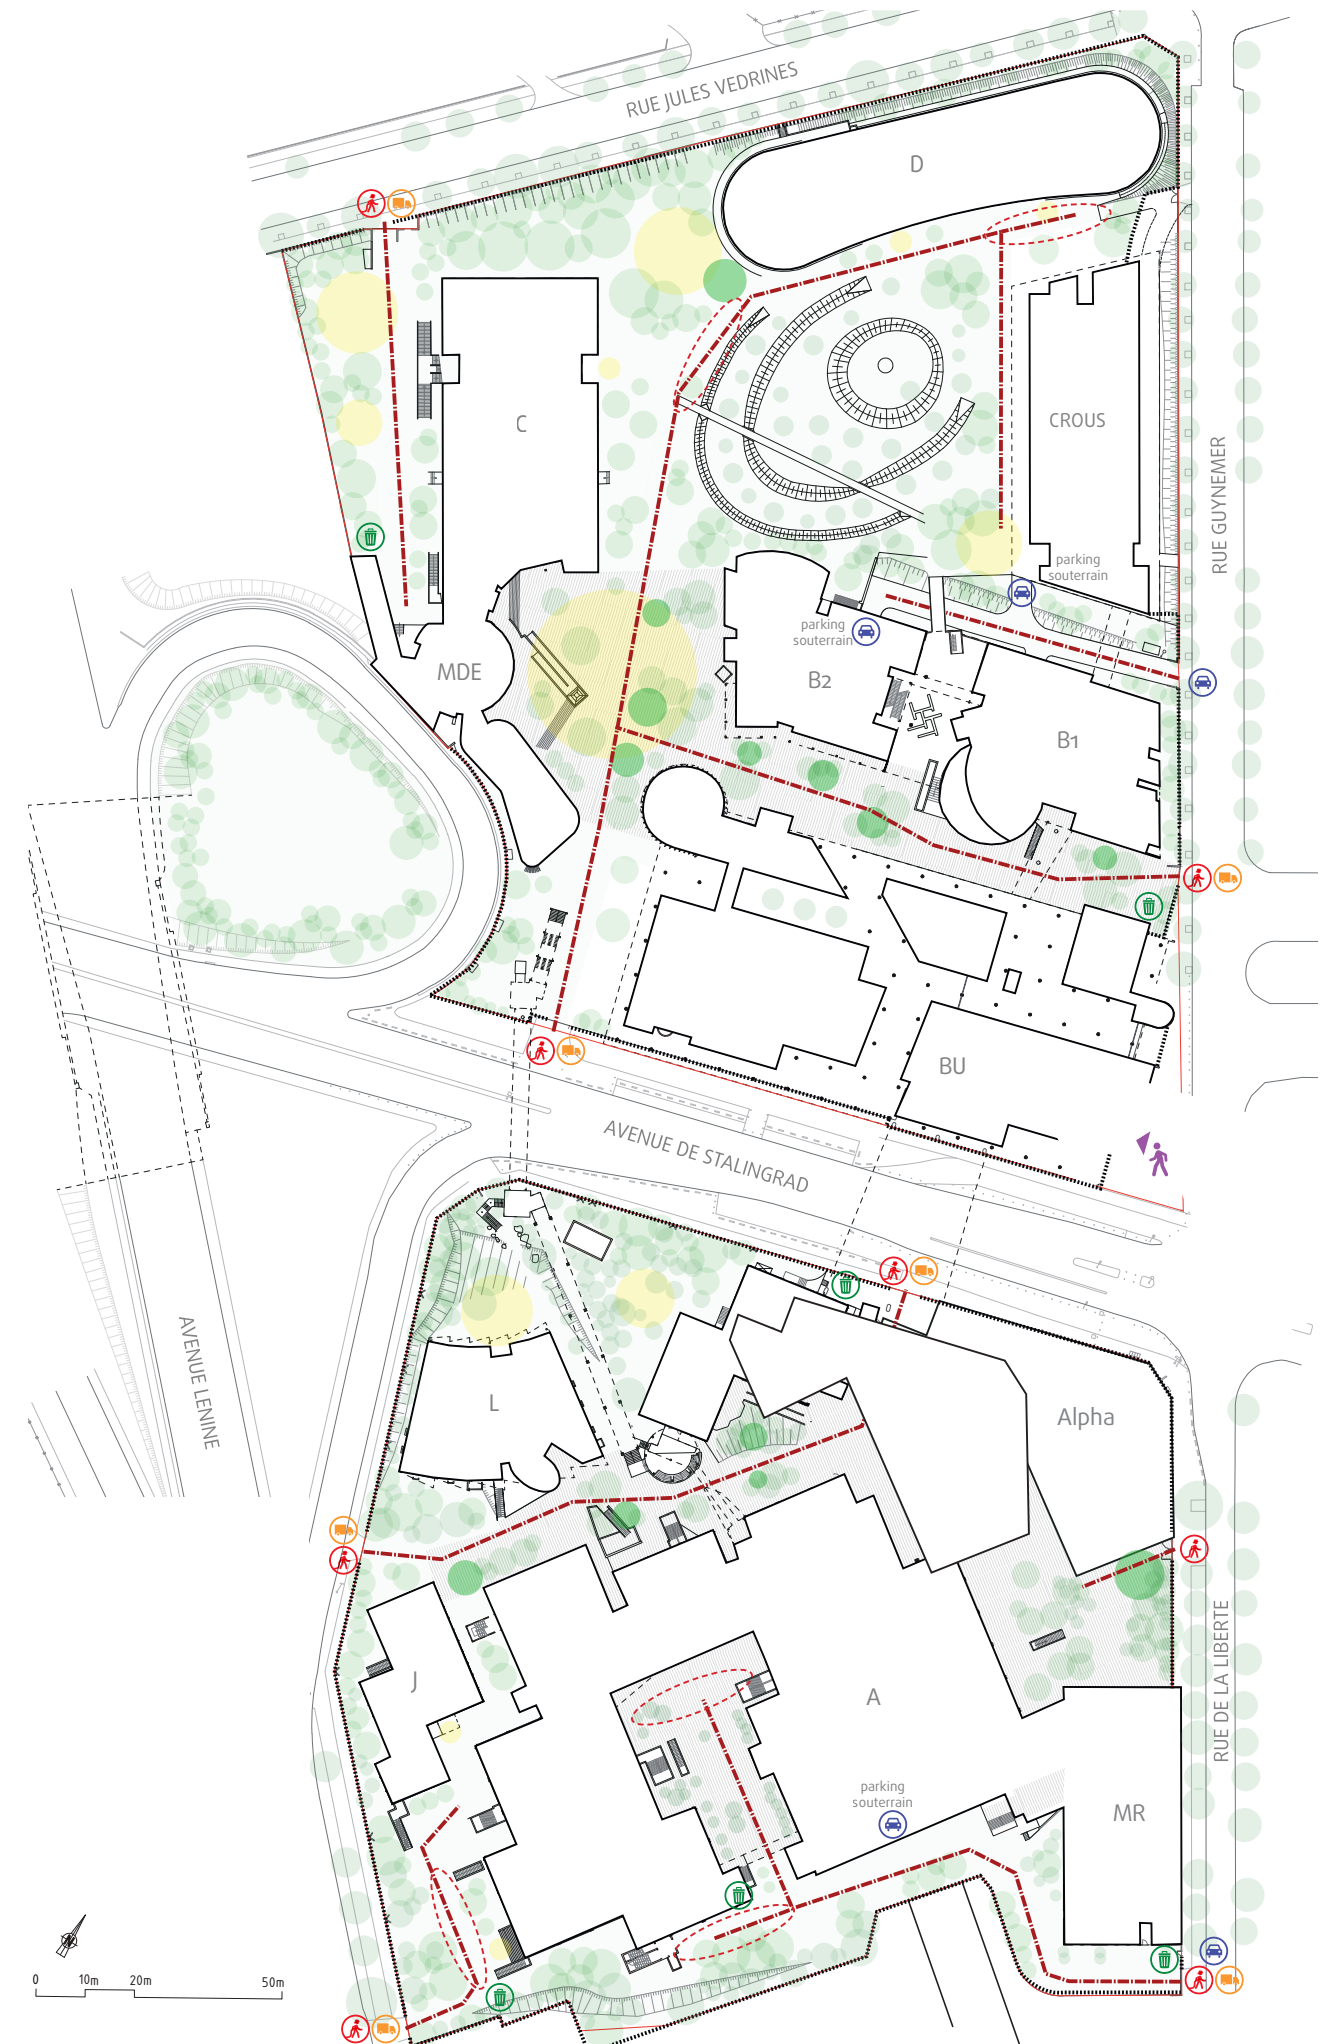 RUE JULES VEDRINES
D
C
CROUS
RUE GUYNEMER
parking
souterrain
parking
souterrain
MDE
B2
B1
BU
AVENUE DE STALINGRAD
AVENUE LENINE
L
Alpha
J
A
RUE DE LA LIBERTE
parking
souterrain
MR
N
0 10m 20m 50m